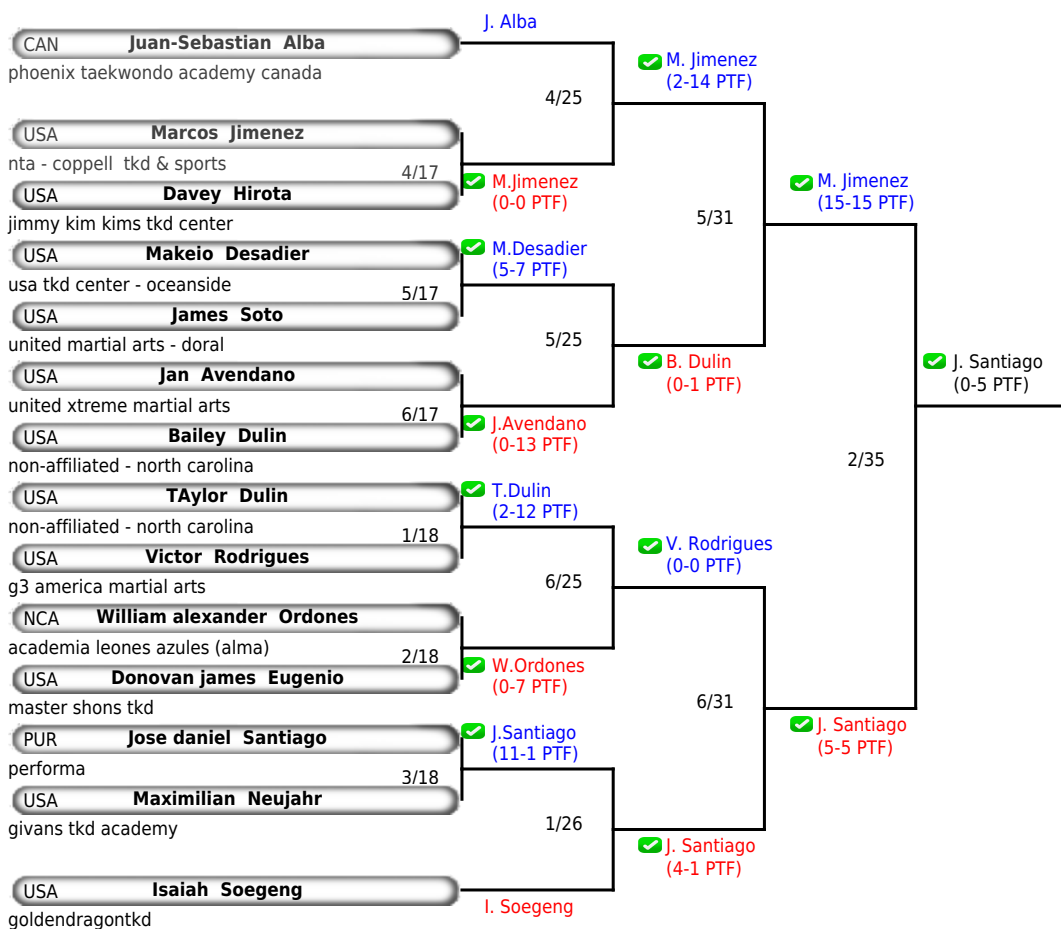 J. Alba
CAN Juan-Sebastian Alba
phoenix taekwondo academy canada
M. Jimenez
(2-14 PTF)
4/25
USA Marcos Jimenez
nta - coppell tkd & sports
4/17
M.Jimenez
(0-0 PTF)
USA Davey Hirota
jimmy kim kims tkd center
M. Jimenez
(15-15 PTF)
5/31
USA Makeio Desadier
usa tkd center - oceanside
M.Desadier
(5-7 PTF)
5/17
USA James Soto
united martial arts - doral
5/25
B. Dulin
(0-1 PTF)
J. Santiago
(0-5 PTF)
USA Jan Avendano
united xtreme martial arts
6/17
J.Avendano
(0-13 PTF)
USA Bailey Dulin
non-affiliated - north carolina
2/35
USA TAylor Dulin
non-affiliated - north carolina
T.Dulin
(2-12 PTF)
1/18
USA Victor Rodrigues
g3 america martial arts
V. Rodrigues
(0-0 PTF)
6/25
NCA William alexander Ordones
academia leones azules (alma)
2/18
W.Ordones
(0-7 PTF)
USA Donovan james Eugenio
master shons tkd
6/31
J. Santiago
(5-5 PTF)
PUR Jose daniel Santiago
performa
J.Santiago
(11-1 PTF)
3/18
USA Maximilian Neujahr
givans tkd academy
1/26
J. Santiago
(4-1 PTF)
USA Isaiah Soegeng
goldendragontkd
I. Soegeng